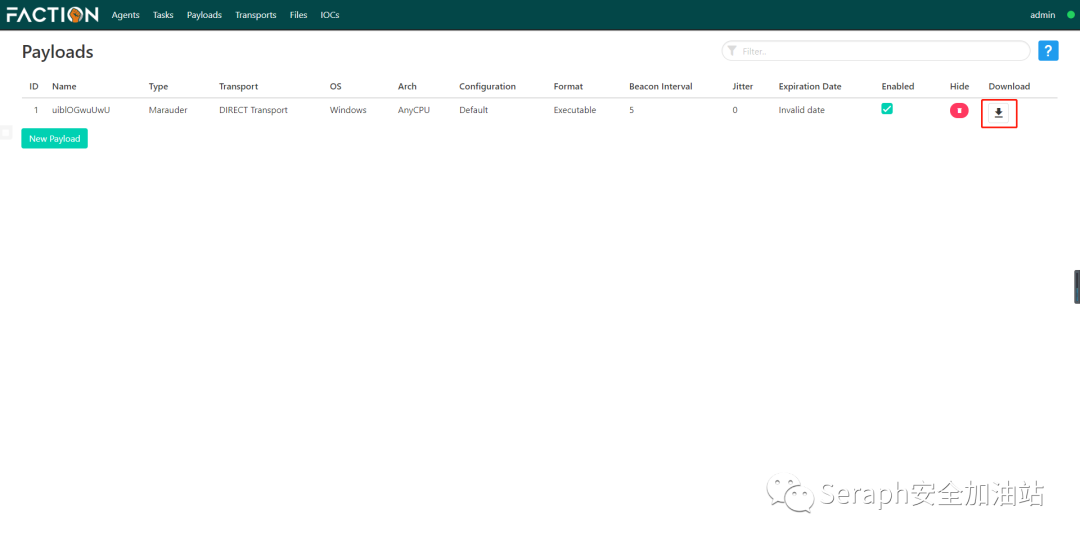 FACTION Agents Tasks Payloads Transports Files IOCs admin
Payloads Filter... ?
ID Name Type Transport OS Arch Configuration Format Beacon Interval Jitter Expiration Date Enabled Hide Download
1 uiblOGwuUwU Marauder DIRECT Transport Windows AnyCPU Default Executable 5 0 Invalid date
New Payload
Seraph安全加油站